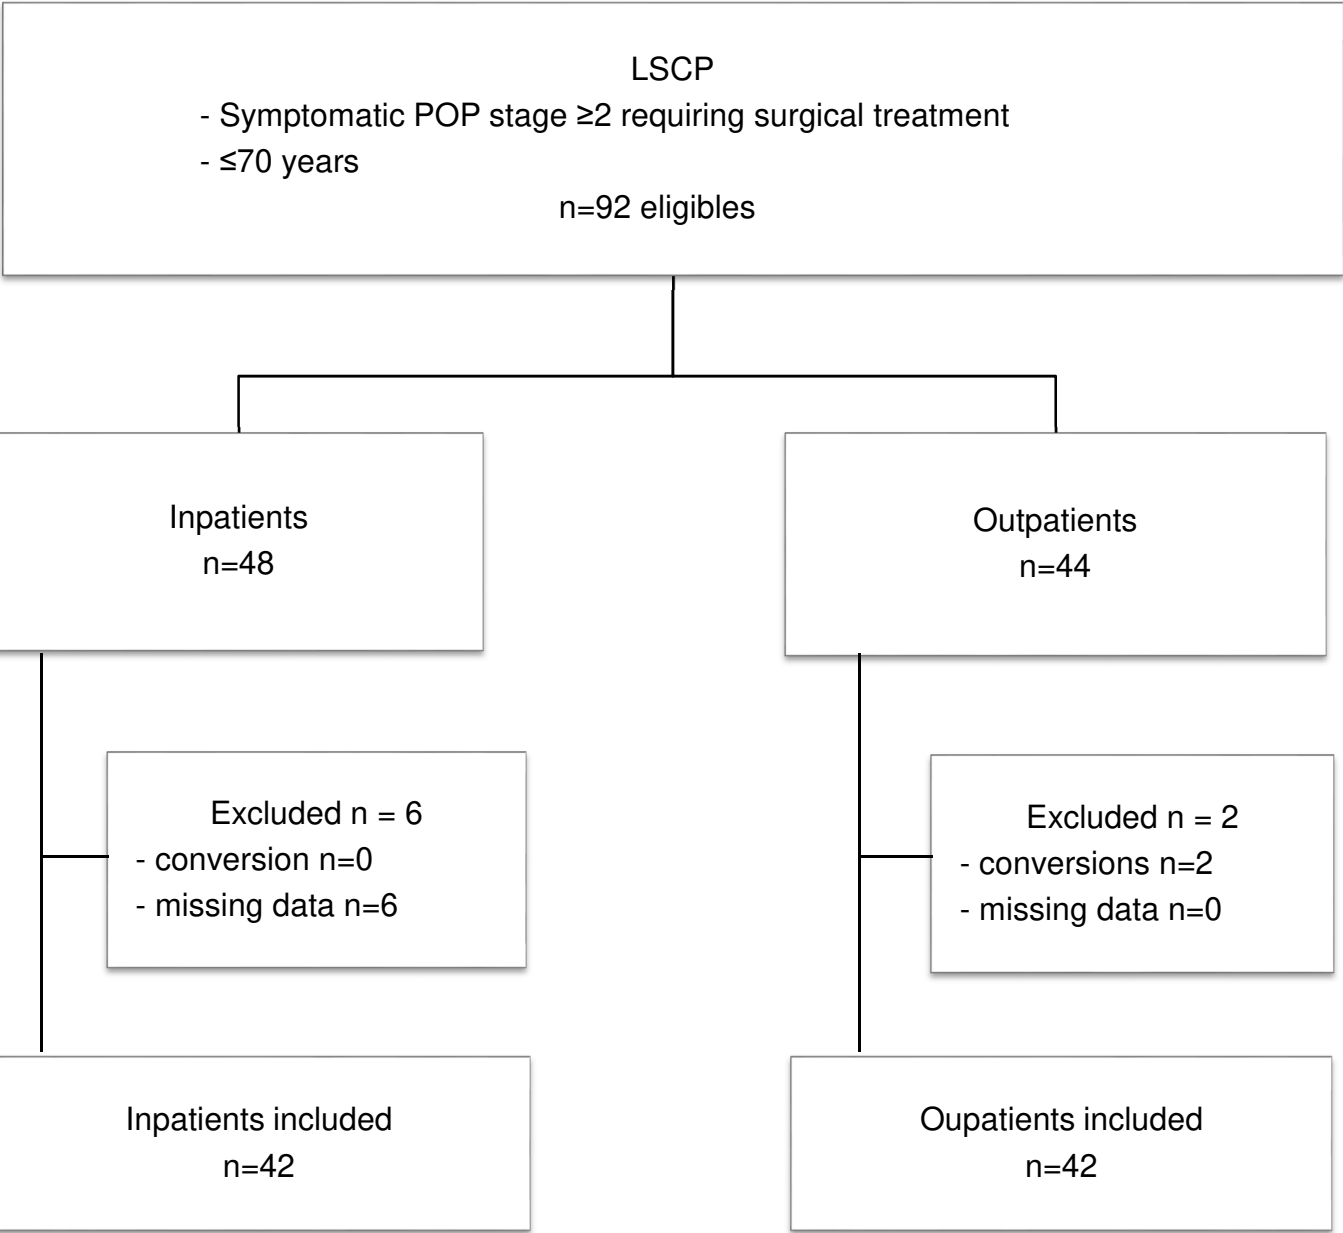 LSCP
- Symptomatic POP stage ≥2 requiring surgical treatment
- ≤70 years
n=92 eligibles
Inpatients
n=48
Outpatients
n=44
Excluded n = 6
- conversion n=0
- missing data n=6
Excluded n = 2
- conversions n=2
- missing data n=0
Inpatients included
n=42
Oupatients included
n=42